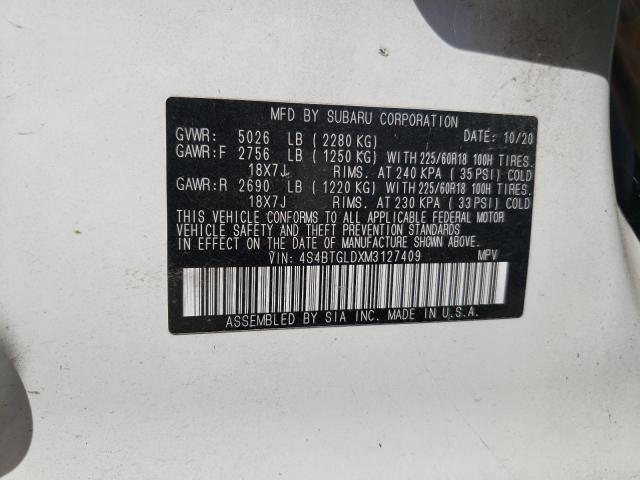 MFD BY SUBARU CORPORATION
GVWR: 5026 LB (2280 KG) DATE: 10/20
GAWR:F 2756 LB (1250 KG) WITH 225/60R18 100H TIRES.
18X7J RIMS. AT 240 KPA (35 PSI) COLD
GAWR:R 2690 LB (1220 KG) WITH 225/60R18 100H TIRES.
18X7J RIMS. AT 230 KPA (33 PSI) COLD
THIS VEHICLE CONFORMS TO ALL APPLICABLE FEDERAL MOTOR
VEHICLE SAFETY, BUMPER, AND THEFT PREVENTION STANDARDS
IN EFFECT ON THE DATE OF MANUFACTURE SHOWN ABOVE.
VIN: 4S4BTGLDXM3127409 MPV
ASSEMBLED BY SIA INC. MADE IN U.S.A.